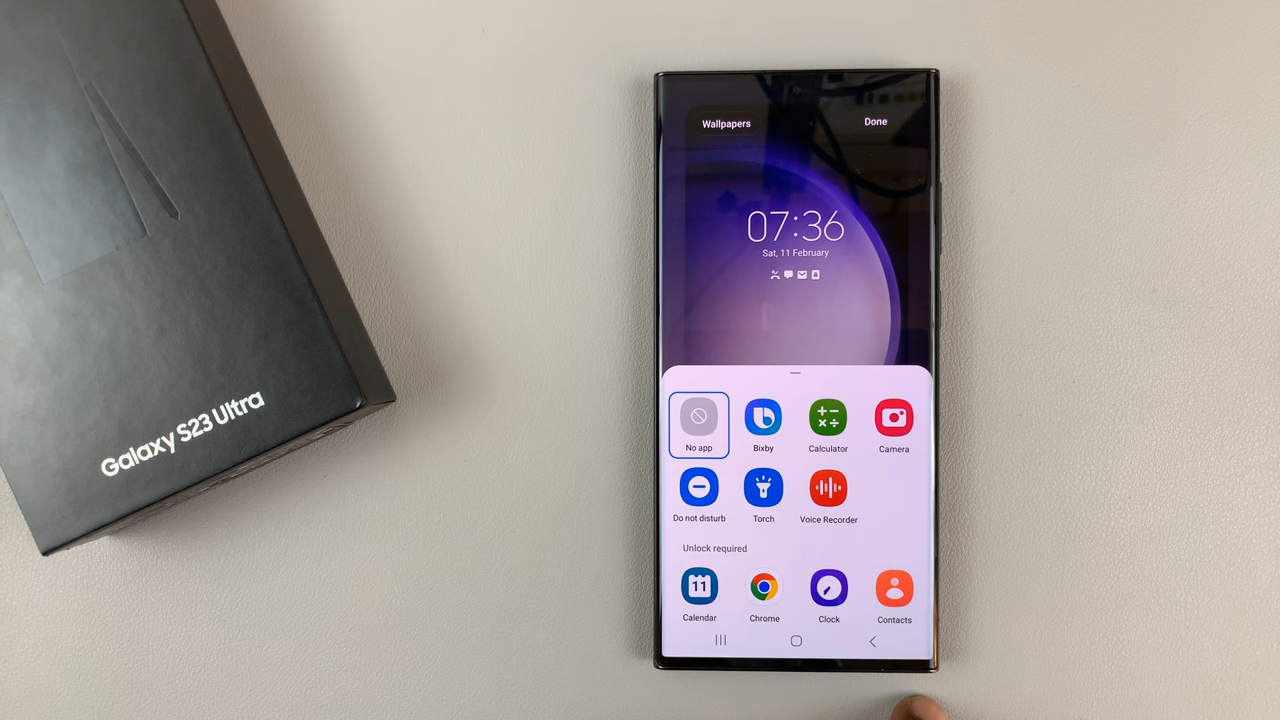 Galaxy S23 Ultra
Wallpapers
Done
07:36
Sat, 11 February
No app
Bixby
Calculator
Camera
Do not disturb
Torch
Voice Recorder
Unlock required
11
Calendar
Chrome
Clock
Contacts